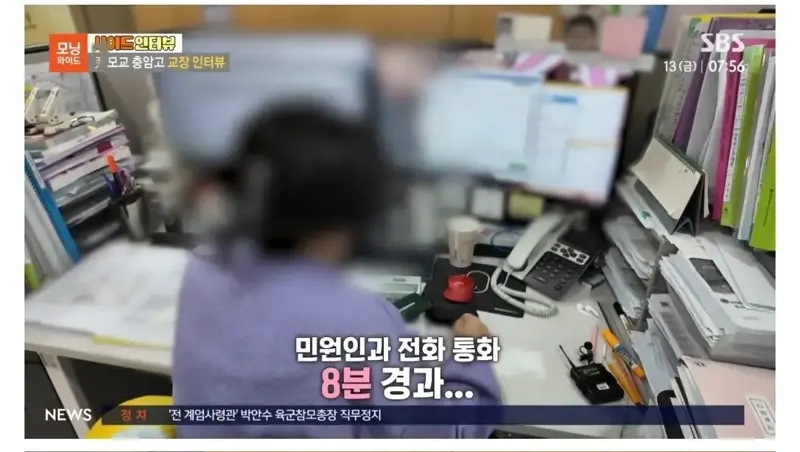 모닝
와이드
인터뷰
모교 충암고 교장 인터뷰
SBS
13(금) 07:56
민원인과 전화 통화
8분 경과...
NEWS 정치 '전 계엄사령관' 박안수 육군참모총장 직무정지